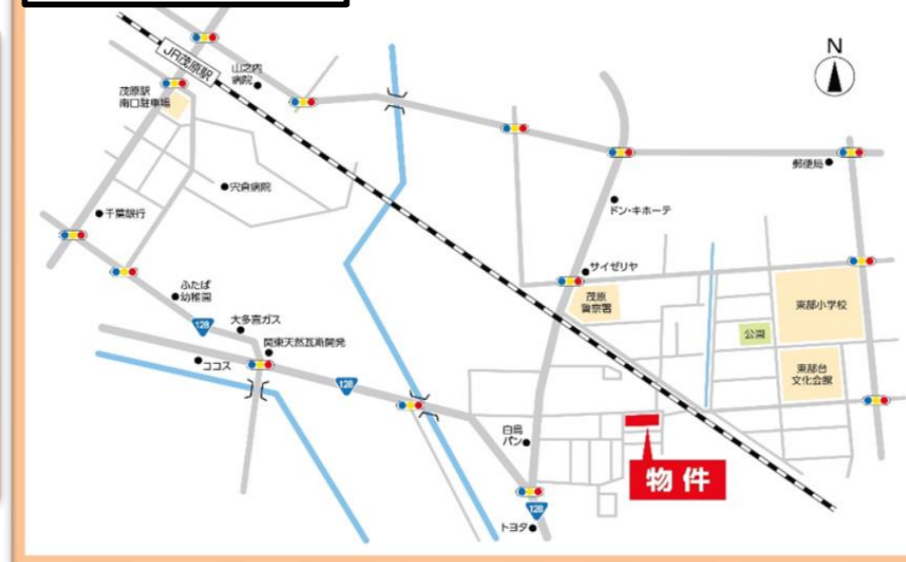 N
JR茂原駅
山之内
病院
茂原駅
南口駐車場
宍倉病院
千葉銀行
郵便局
ドン・キホーテ
サイゼリヤ
茂原
警察署
東部小学校
公園
東部台
文化会館
ふたば
幼稚園
128
大多喜ガス
関東天然瓦斯開発
ココス
128
白鳥
パン
物件
128
トヨタ